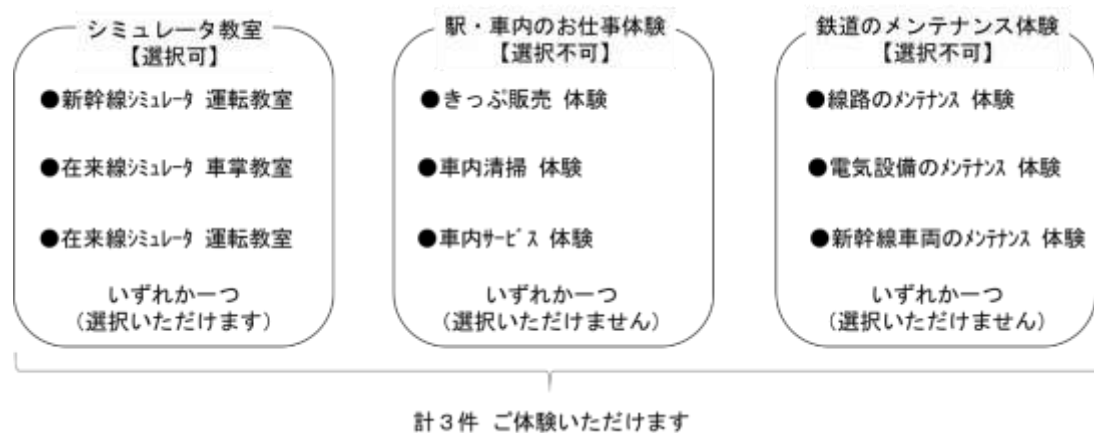 シミュレータ教室
【選択可】
●新幹線ｼﾐｭﾚｰﾀ 運転教室
●在来線ｼﾐｭﾚｰﾀ 車掌教室
●在来線ｼﾐｭﾚｰﾀ 運転教室
いずれか一つ
（選択いただけます）
駅・車内のお仕事体験
【選択不可】
●きっぷ販売 体験
●車内清掃 体験
●車内ｻｰﾋﾞｽ 体験
いずれか一つ
（選択いただけません）
鉄道のメンテナンス体験
【選択不可】
●線路のﾒﾝﾃﾅﾝｽ 体験
●電気設備のﾒﾝﾃﾅﾝｽ 体験
●新幹線車両のﾒﾝﾃﾅﾝｽ 体験
いずれか一つ
（選択いただけません）
計３件 ご体験いただけます